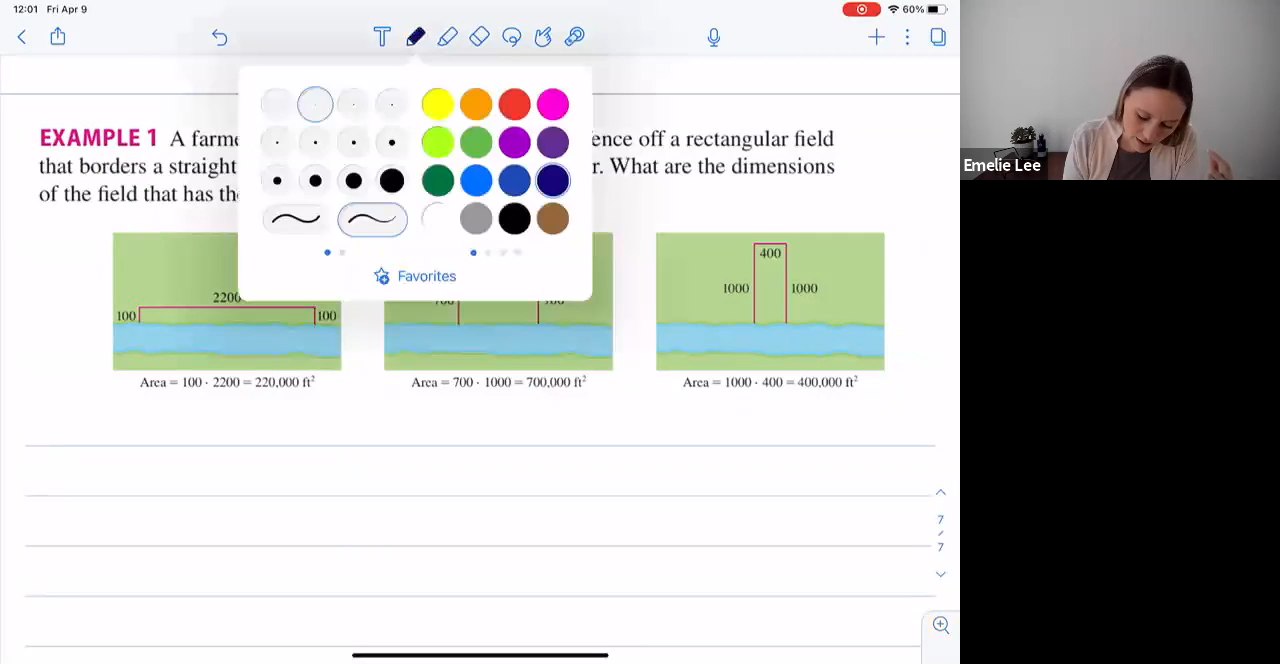 12:01 Fri Apr 9
60%
T
EXAMPLE 1 A farme ence off a rectangular field
that borders a straight r. What are the dimensions
of the field that has th
Favorites
2200
100
100
700
400
1000
1000
Area = 100 · 2200 = 220,000 ft²
Area = 700 · 1000 = 700,000 ft²
Area = 1000 · 400 = 400,000 ft²
7
/
7
Emelie Lee